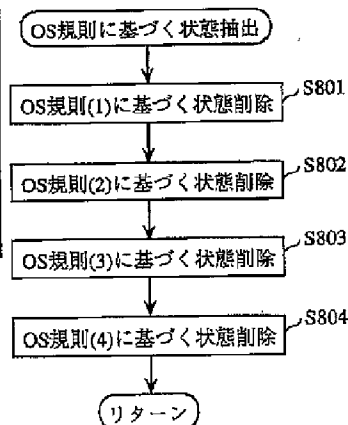 OS規則に基づく状態抽出
S801
OS規則(1)に基づく状態削除
S802
OS規則(2)に基づく状態削除
S803
OS規則(3)に基づく状態削除
S804
OS規則(4)に基づく状態削除
リターン